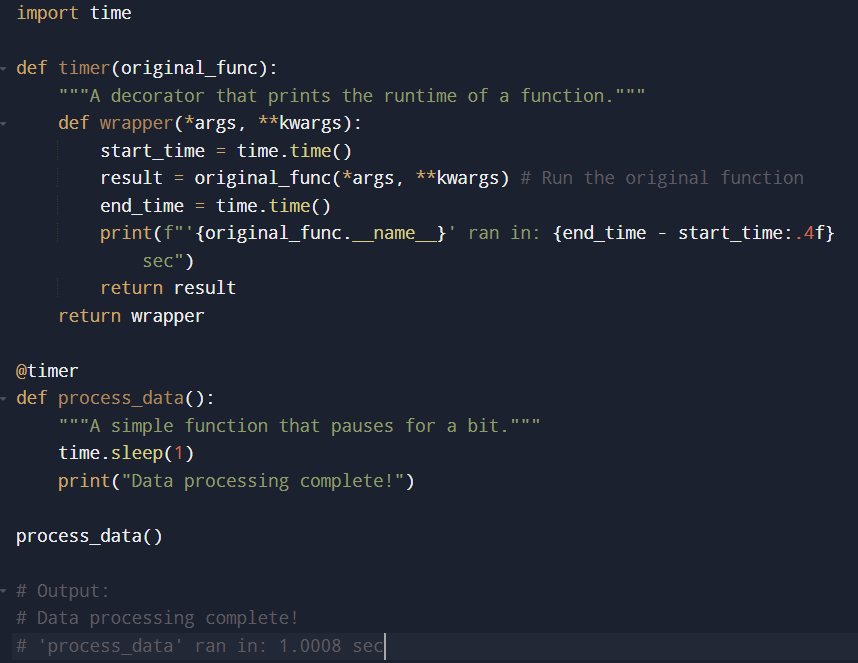 import time
def timer(original_func):
"""A decorator that prints the runtime of a function."""
def wrapper(*args, **kwargs):
start_time = time.time()
result = original_func(*args, **kwargs) # Run the original function
end_time = time.time()
print(f"'{original_func.__name__}' ran in: {end_time - start_time:.4f}
sec")
return result
return wrapper
@timer
def process_data():
"""A simple function that pauses for a bit."""
time.sleep(1)
print("Data processing complete!")
process_data()
# Output:
# Data processing complete!
# 'process_data' ran in: 1.0008 sec